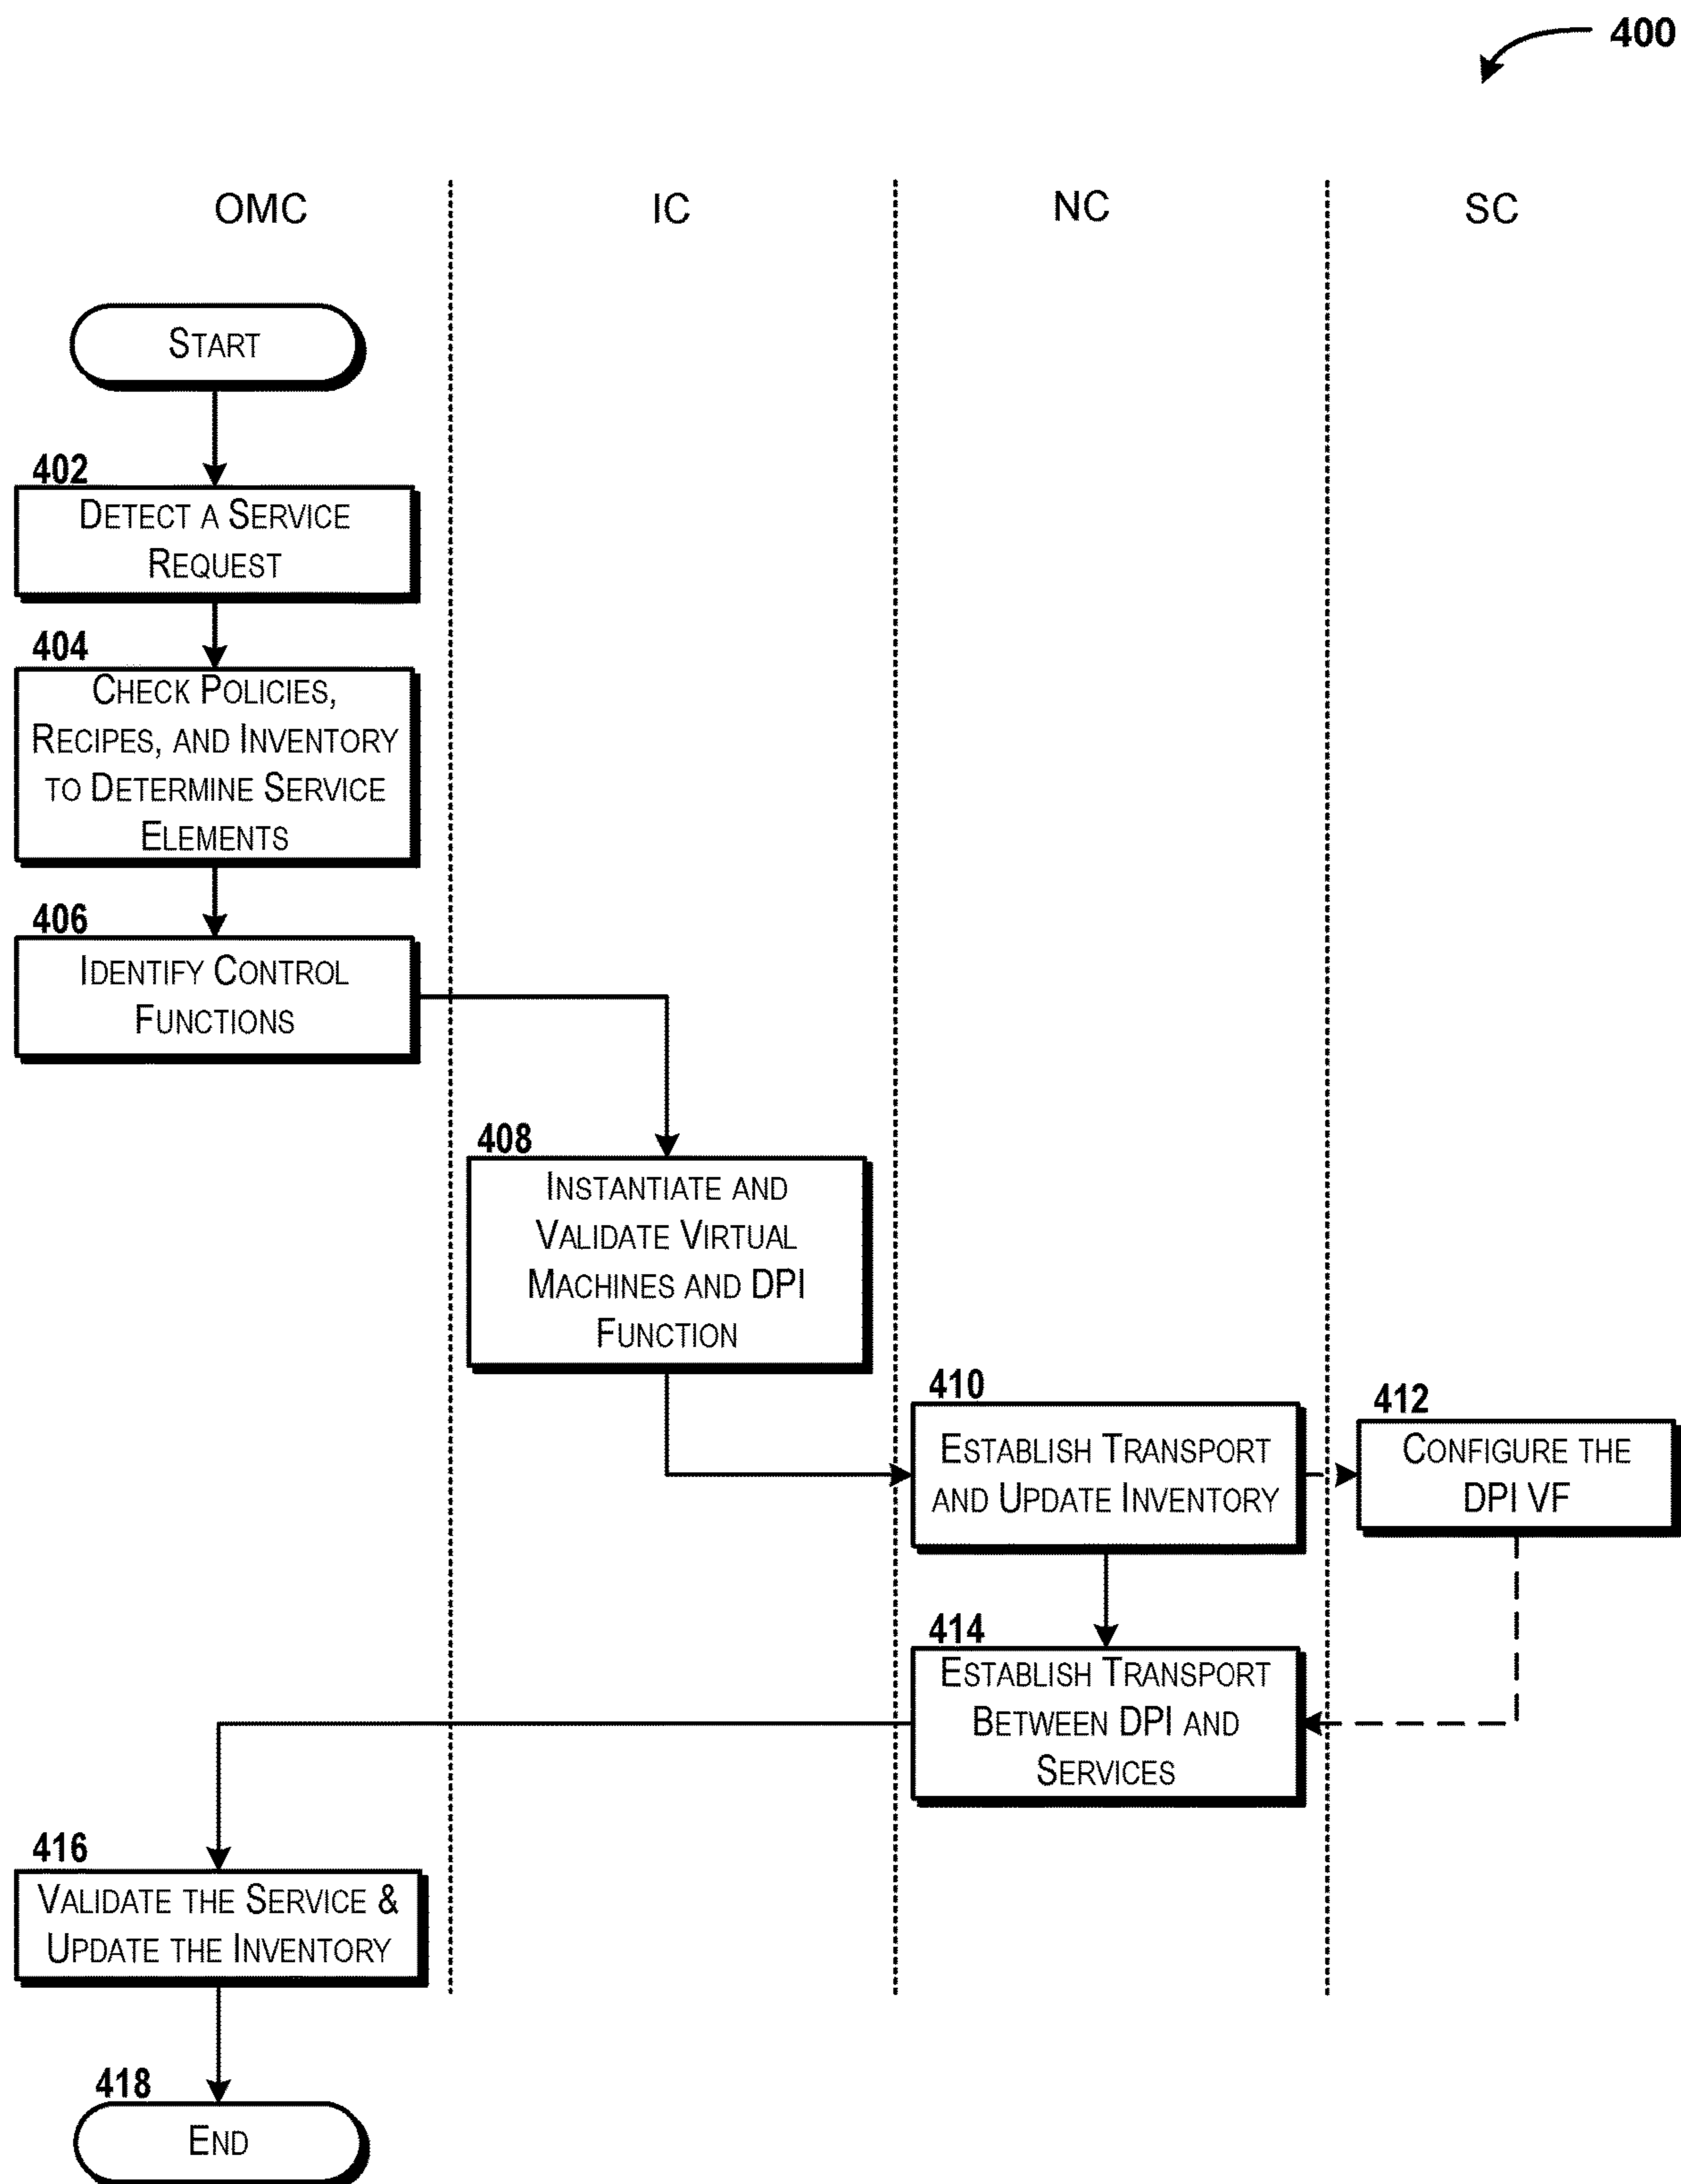 400
OMC
IC
NC
SC
START
402
DETECT A SERVICE
REQUEST
404
CHECK POLICIES,
RECIPES, AND INVENTORY
TO DETERMINE SERVICE
ELEMENTS
406
IDENTIFY CONTROL
FUNCTIONS
408
INSTANTIATE AND
VALIDATE VIRTUAL
MACHINES AND DPI
FUNCTION
410
ESTABLISH TRANSPORT
AND UPDATE INVENTORY
412
CONFIGURE THE
DPI VF
414
ESTABLISH TRANSPORT
BETWEEN DPI AND
SERVICES
416
VALIDATE THE SERVICE &
UPDATE THE INVENTORY
418
END